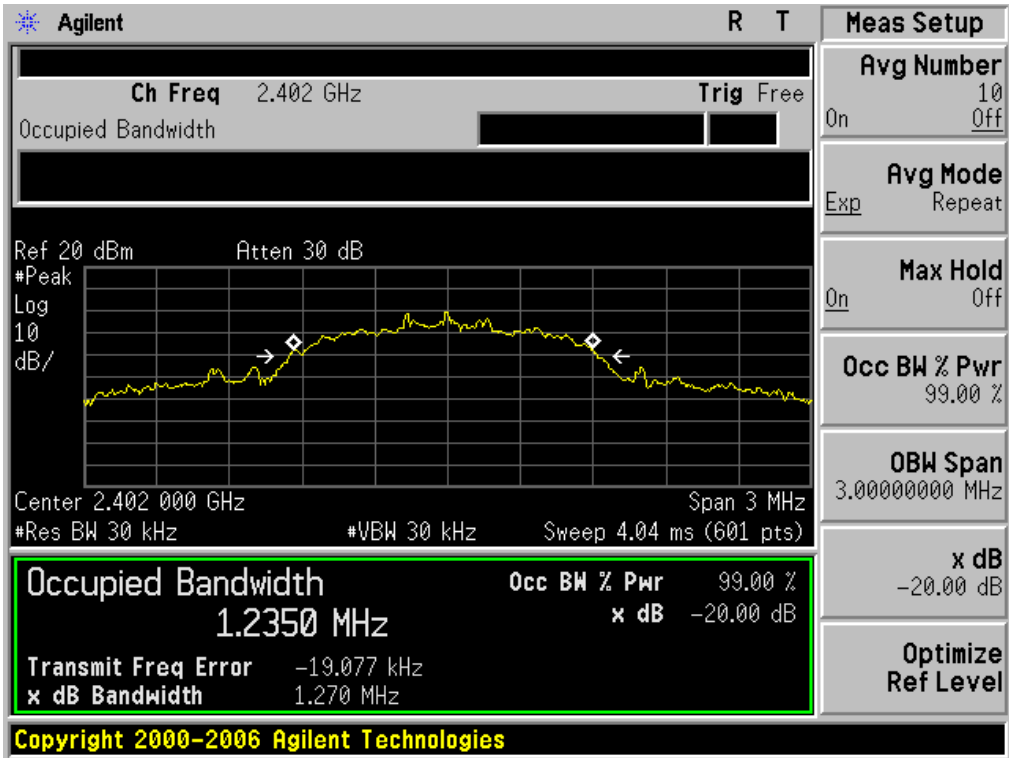 Agilent R T
Ch Freq 2.402 GHz Trig Free
Occupied Bandwidth
Ref 20 dBm Atten 30 dB
#Peak
Log
10
dB/
Center 2.402 000 GHz Span 3 MHz
#Res BW 30 kHz #VBW 30 kHz Sweep 4.04 ms (601 pts)
Occupied Bandwidth Occ BW % Pwr 99.00 %
1.2350 MHz x dB -20.00 dB
Transmit Freq Error -19.077 kHz
x dB Bandwidth 1.270 MHz
Copyright 2000-2006 Agilent Technologies
Meas Setup
Avg Number
10
On Off
Avg Mode
Exp Repeat
Max Hold
On Off
Occ BW % Pwr
99.00 %
OBW Span
3.00000000 MHz
x dB
-20.00 dB
Optimize
Ref Level